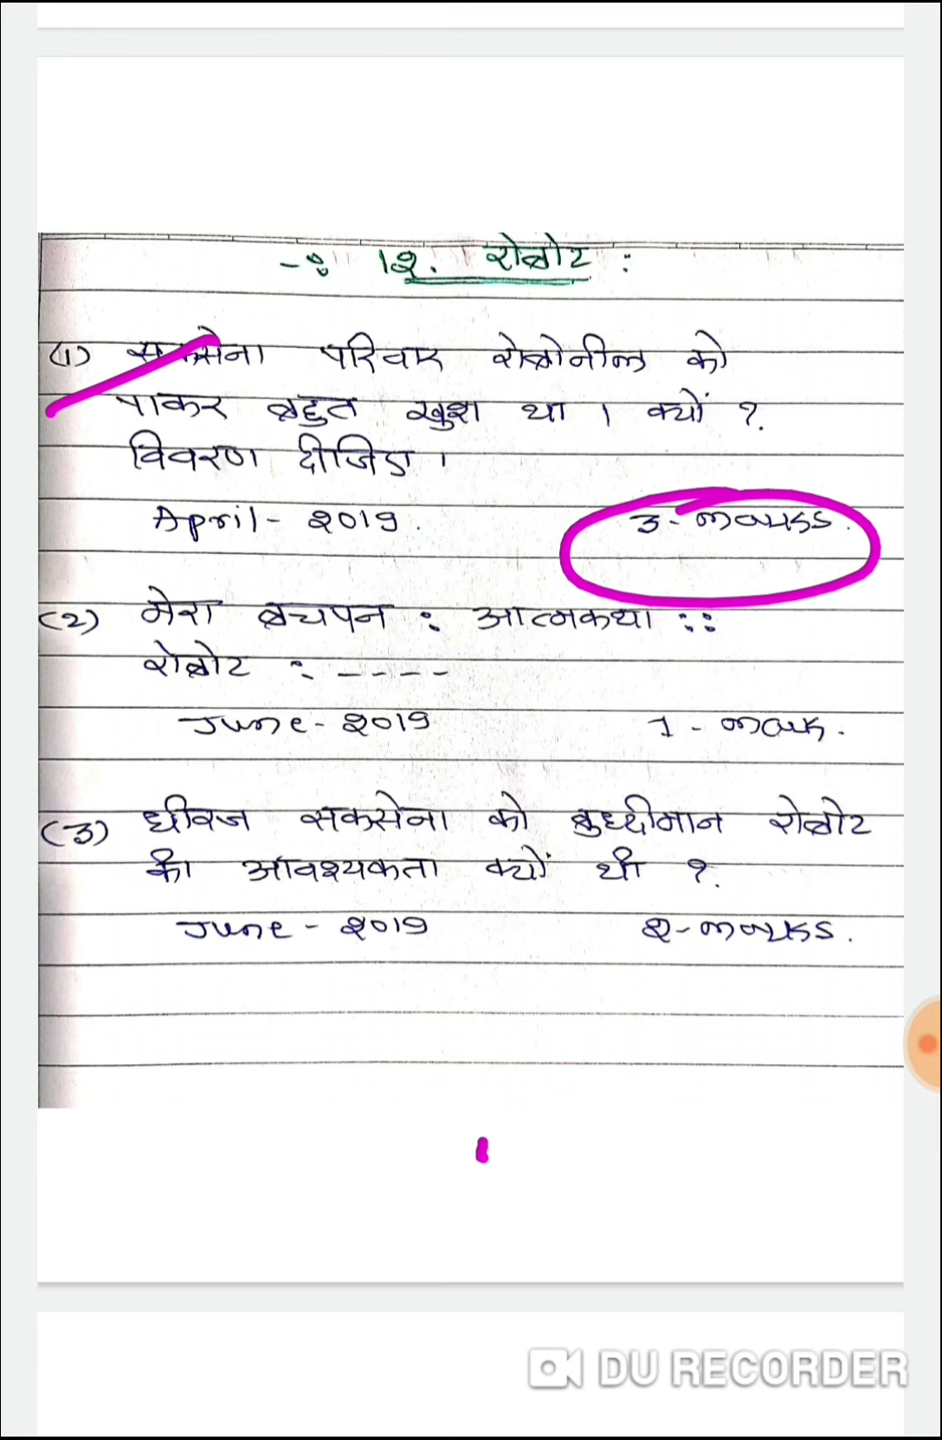 -: 12. रोबोट :
(1) सक्सेना परिवार रोबोनील को
पाकर बहुत खुश था । क्यों ?
विवरण दीजिए ।
April - 2019. 3 - marks.
(2) मेरा बचपन : आत्मकथा ::
रोबोट : - - - -
June - 2019 1 - mark.
(3) धीरज सक्सेना को बुध्दीमान रोबोट
की आवश्यकता क्यों थी ?
June - 2019 2 - marks.
DU RECORDER